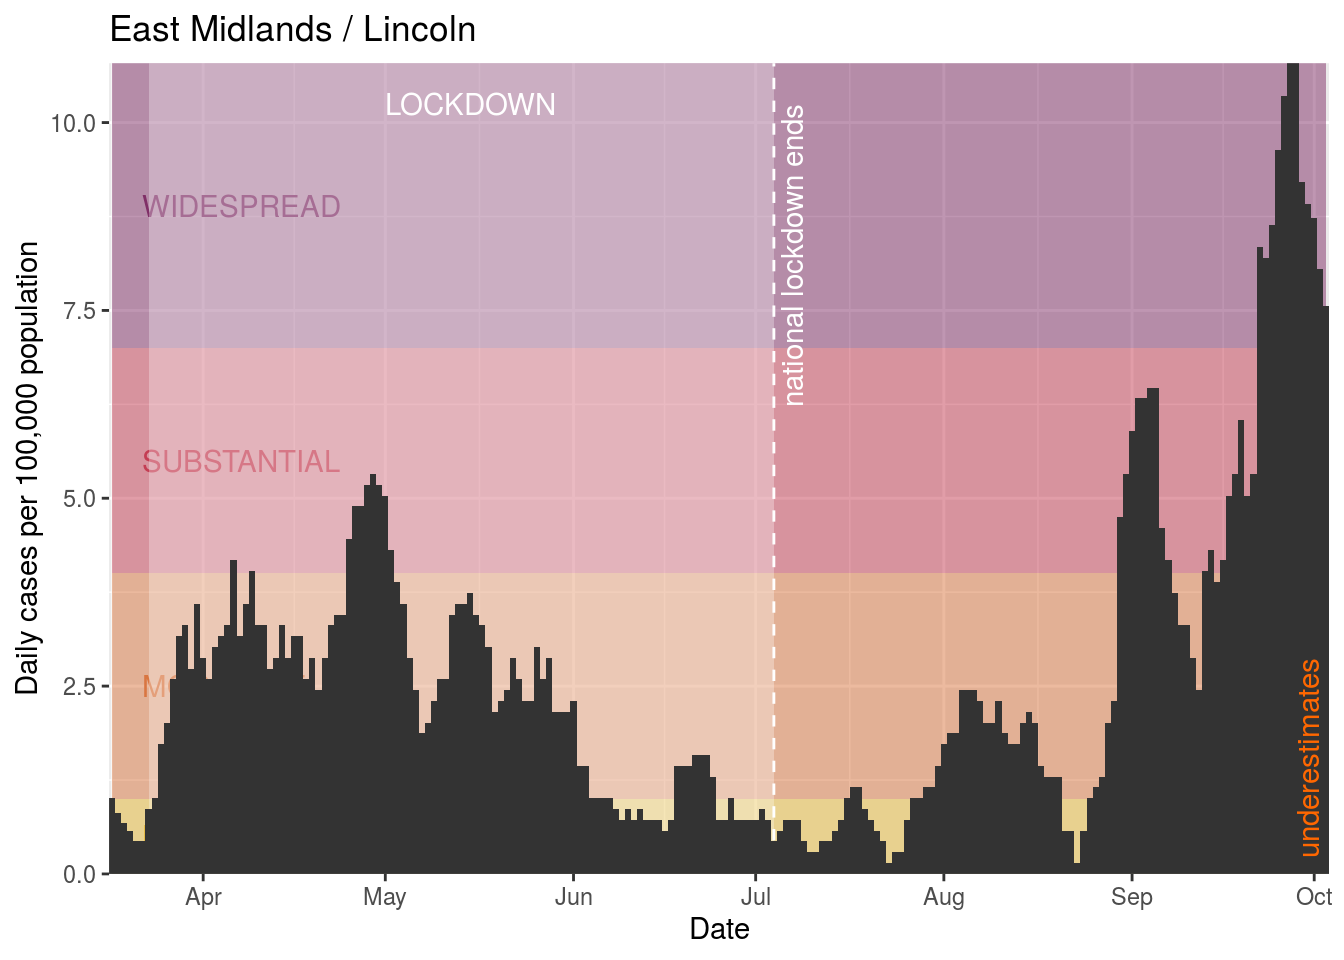 East Midlands / Lincoln
LOCKDOWN
WIDESPREAD
SUBSTANTIAL
national lockdown ends
underestimates
Daily cases per 100,000 population
10.0
7.5
5.0
2.5
0.0
Apr
May
Jun
Jul
Aug
Sep
Oct
Date